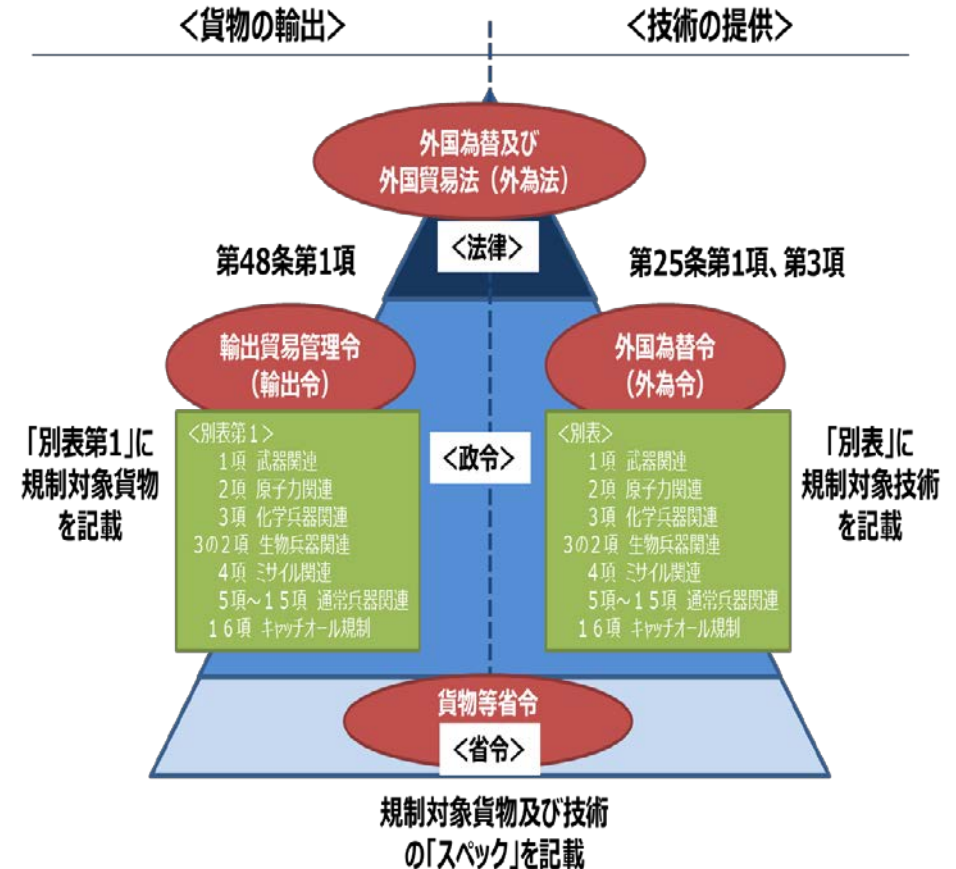 <貨物の輸出>
<技術の提供>
外国為替及び
外国貿易法（外為法）
<法律>
第48条第1項
第25条第1項、第3項
輸出貿易管理令
（輸出令）
外国為替令
（外為令）
「別表第1」に
規制対象貨物
を記載
<別表第１>
１項 武器関連
２項 原子力関連
３項 化学兵器関連
３の２項 生物兵器関連
４項 ミサイル関連
５項～１５項 通常兵器関連
１６項 キャッチオール規制
<政令>
<別表>
１項 武器関連
２項 原子力関連
３項 化学兵器関連
３の２項 生物兵器関連
４項 ミサイル関連
５項～１５項 通常兵器関連
１６項 キャッチオール規制
「別表」に
規制対象技術
を記載
貨物等省令
<省令>
規制対象貨物及び技術
の「スペック」を記載